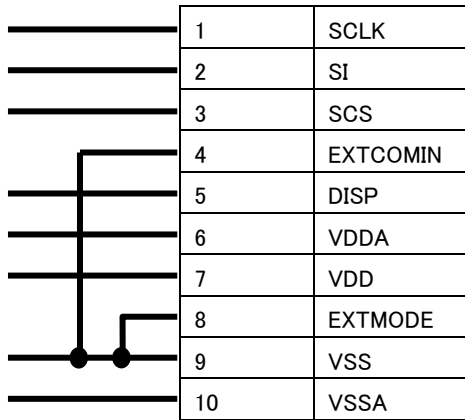 1 SCLK
2 SI
3 SCS
4 EXTCOMIN
5 DISP
6 VDDA
7 VDD
8 EXTMODE
9 VSS
10 VSSA